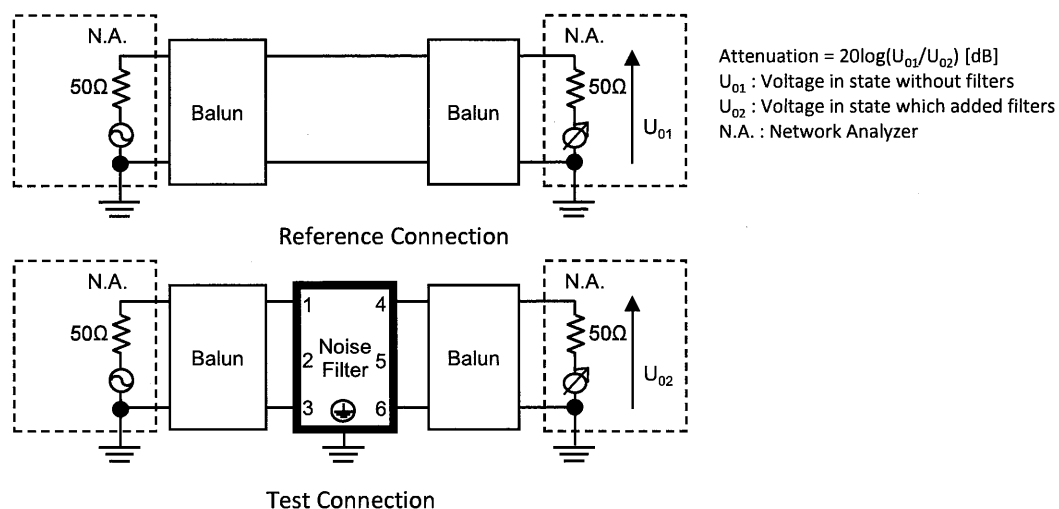 N.A.
50Ω
Balun
Balun
N.A.
50Ω
U01
Attenuation = 20log(U01/U02) [dB]
U01 : Voltage in state without filters
U02 : Voltage in state which added filters
N.A. : Network Analyzer
Reference Connection
N.A.
50Ω
Balun
1
4
2
Noise
Filter
5
3
6
Balun
N.A.
50Ω
U02
Test Connection